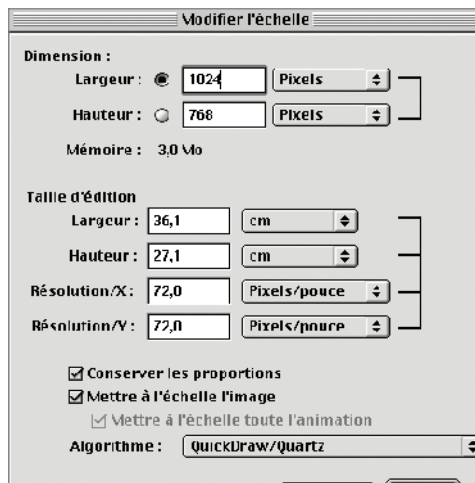 Modifier l'échelle
Dimension :
Largeur : 1024 Pixels
Hauteur : 768 Pixels
Mémoire : 3,0 Mo
Taille d'édition
Largeur : 36,1 cm
Hauteur : 27,1 cm
Résolution/X : 72,0 Pixels/pouce
Résolution/Y : 72,0 Pixels/pouce
Conserver les proportions
Mettre à l'échelle l'image
Mettre à l'échelle toute l'animation
Algorithme : QuickDraw/Quartz